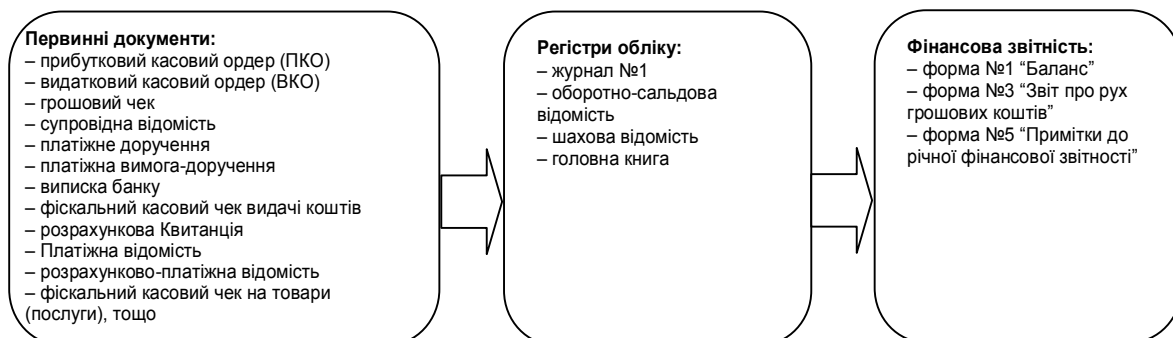 Первинні документи:
– прибутковий касовий ордер (ПКО)
– видатковий касовий ордер (ВКО)
– грошовий чек
– супровідна відомість
– платіжне доручення
– платіжна вимога-доручення
– виписка банку
– фіскальний касовий чек видачі коштів
– розрахункова Квитанція
– Платіжна відомість
– розрахунково-платіжна відомість
– фіскальний касовий чек на товари
(послуги), тощо
Регістри обліку:
– журнал №1
– оборотно-сальдова
відомість
– шахова відомість
– головна книга
Фінансова звітність:
– форма №1 “Баланс”
– форма №3 “Звіт про рух
грошових коштів”
– форма №5 “Примітки до
річної фінансової звітності”